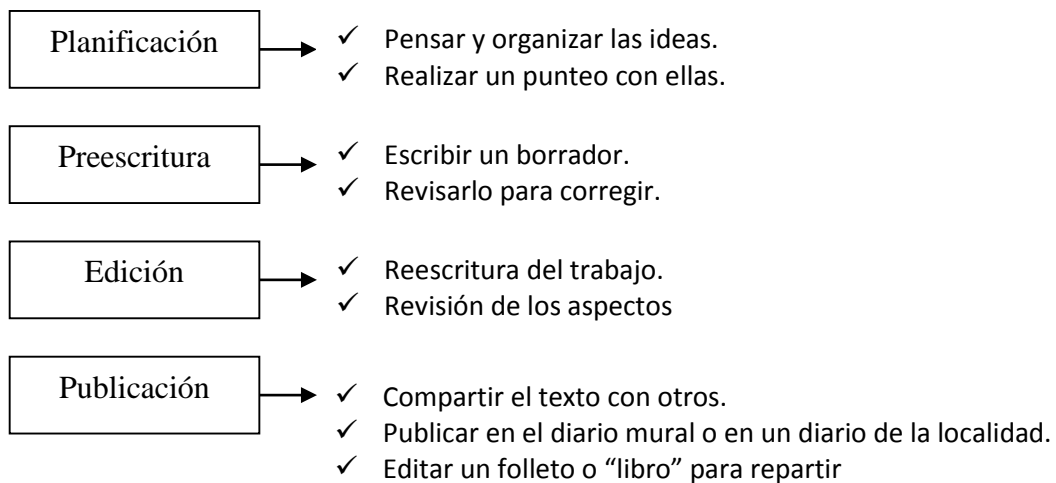 Planificación
✓ Pensar y organizar las ideas.
✓ Realizar un punteo con ellas.
Preescritura
✓ Escribir un borrador.
✓ Revisarlo para corregir.
Edición
✓ Reescritura del trabajo.
✓ Revisión de los aspectos
Publicación
✓ Compartir el texto con otros.
✓ Publicar en el diario mural o en un diario de la localidad.
✓ Editar un folleto o “libro” para repartir